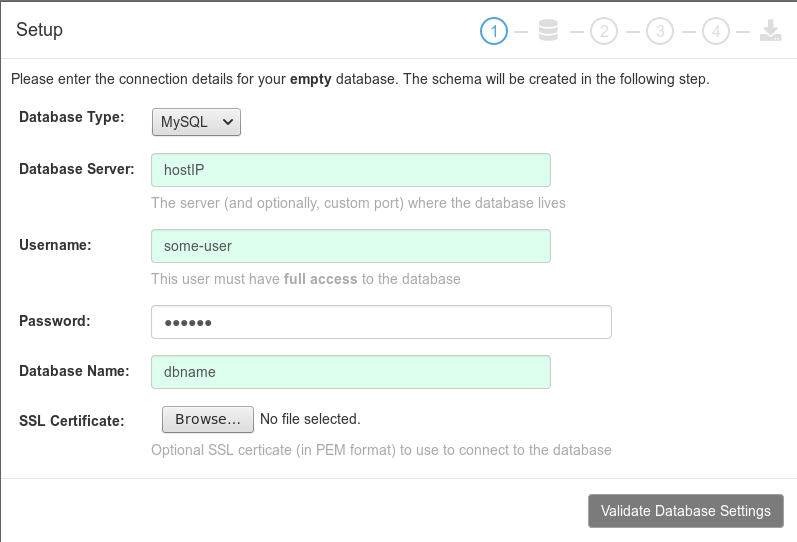 Setup
1
2
3
4
Please enter the connection details for your empty database. The schema will be created in the following step.
Database Type:
MySQL
Database Server:
hostIP
The server (and optionally, custom port) where the database lives
Username:
some-user
This user must have full access to the database
Password:
●●●●●●
Database Name:
dbname
SSL Certificate:
Browse...
No file selected.
Optional SSL certicate (in PEM format) to use to connect to the database
Validate Database Settings